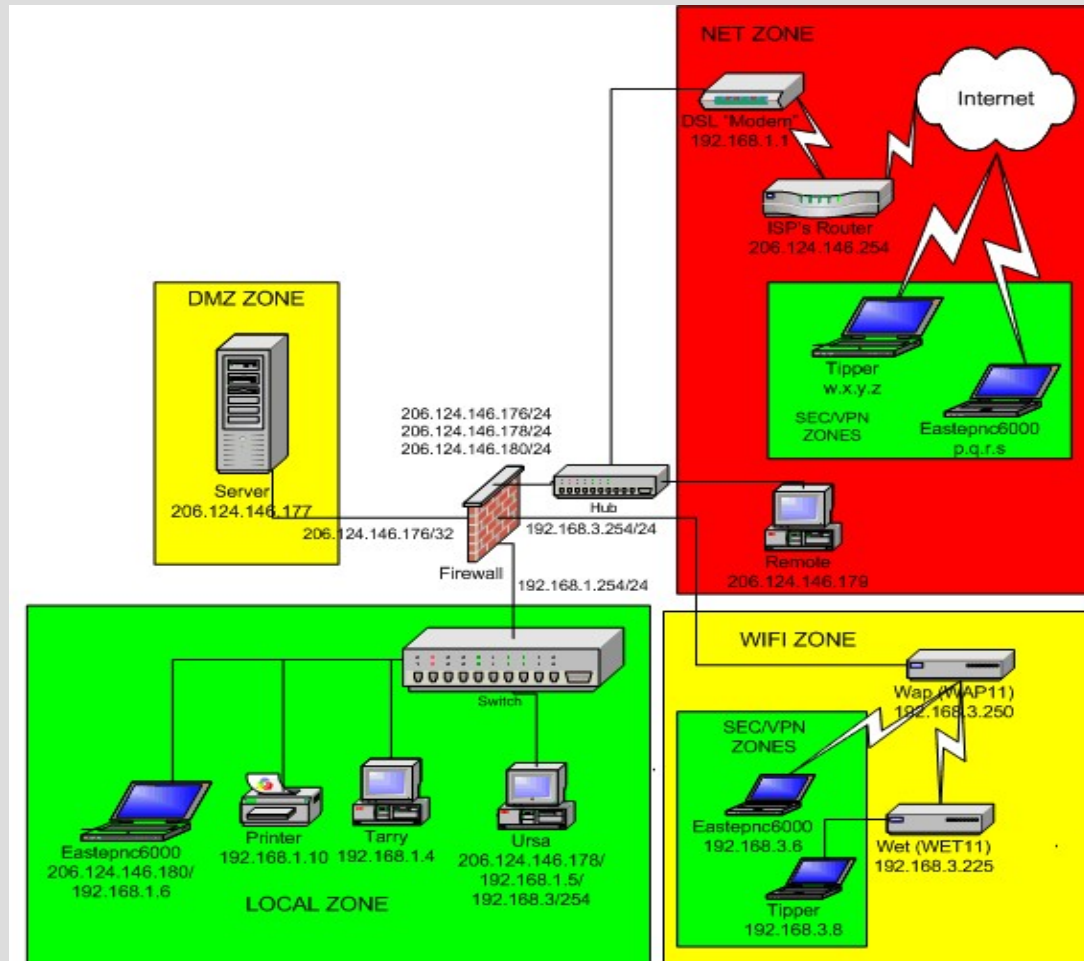 NET ZONE
Internet
DSL "Modem"
192.168.1.1
ISP's Router
206.124.146.254
DMZ ZONE
Server
206.124.146.177
206.124.146.176/24
206.124.146.178/24
206.124.146.180/24
Hub
206.124.146.176/32
192.168.3.254/24
Firewall
192.168.1.254/24
Tipper
w.x.y.z
SEC/VPN
ZONES
Eastepnc6000
p.q.r.s
Remote
206.124.146.179
Switch
Eastepnc6000
206.124.146.180/
192.168.1.6
Printer
192.168.1.10
Tarry
192.168.1.4
Ursa
206.124.146.178/
192.168.1.5/
192.168.3/254
LOCAL ZONE
WIFI ZONE
Wap (WAP11)
192.168.3.250
SEC/VPN
ZONES
Eastepnc6000
192.168.3.6
Wet (WET11)
192.168.3.225
Tipper
192.168.3.8